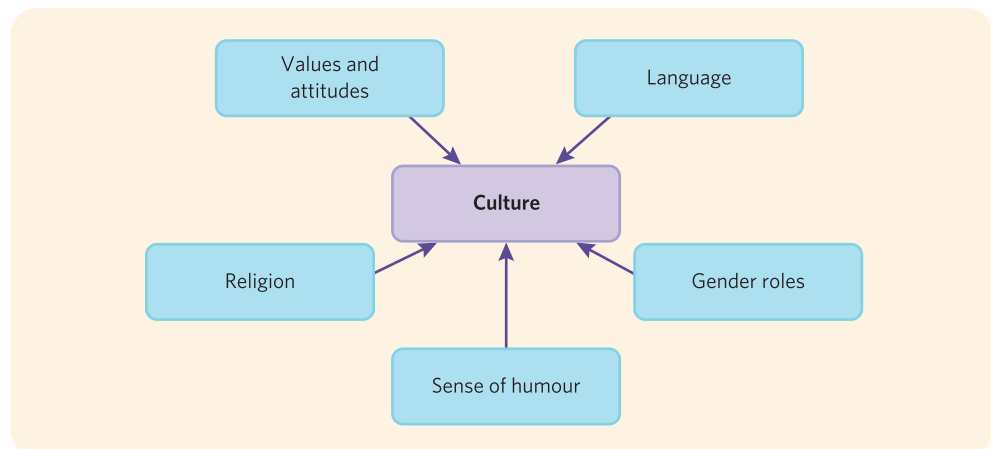 Values and
attitudes
Language
Culture
Religion
Gender roles
Sense of humour